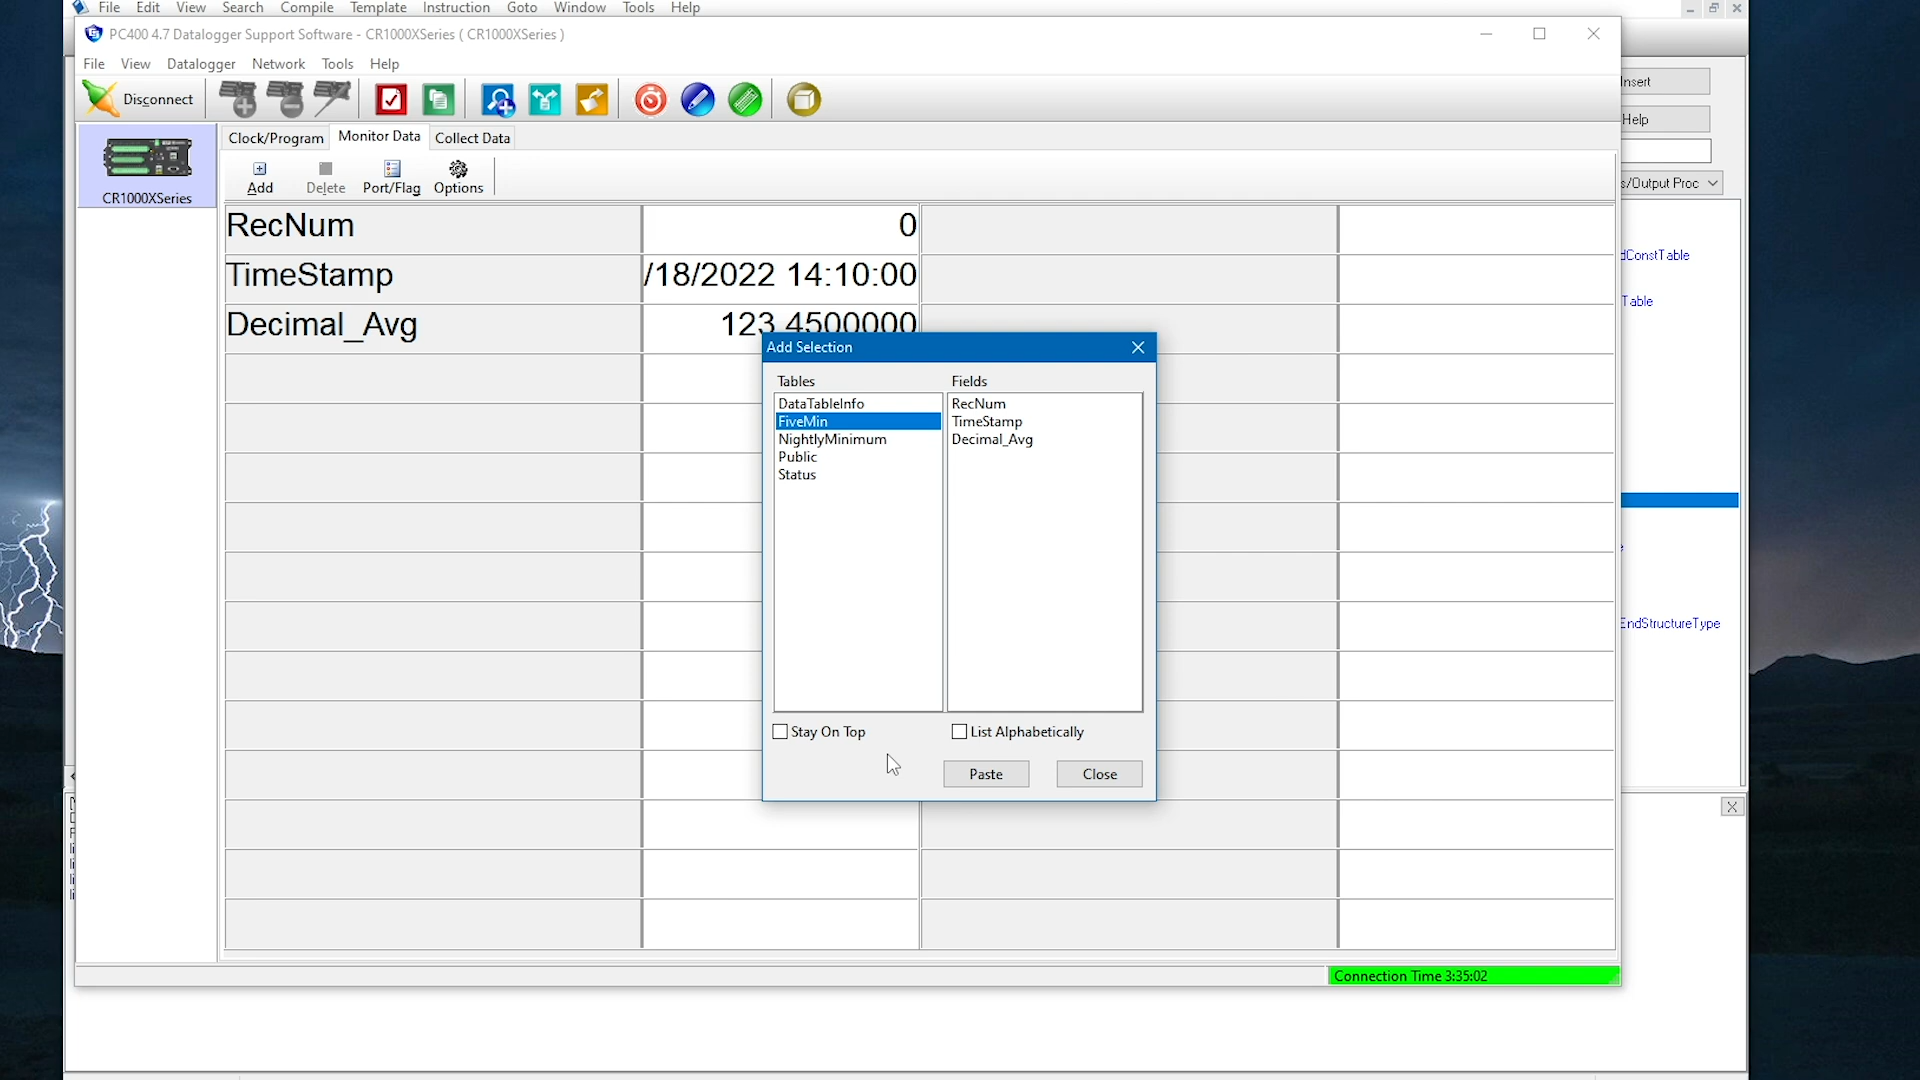 File Edit View Search Compile Template Instruction Goto Window Tools Help
PC400 4.7 Datalogger Support Software - CR1000XSeries ( CR1000XSeries )
File View Datalogger Network Tools Help
Disconnect
Insert
Help
s/Output Proc
Clock/Program Monitor Data Collect Data
Add Delete Port/Flag Options
CR1000XSeries
RecNum 0
TimeStamp /18/2022 14:10:00
Decimal_Avg 123.4500000
dConstTable
Table
EndStructureType
Add Selection
Tables Fields
DataTableInfo RecNum
FiveMin TimeStamp
NightlyMinimum Decimal_Avg
Public
Status
Stay On Top List Alphabetically
Paste Close
Connection Time 3:35:02